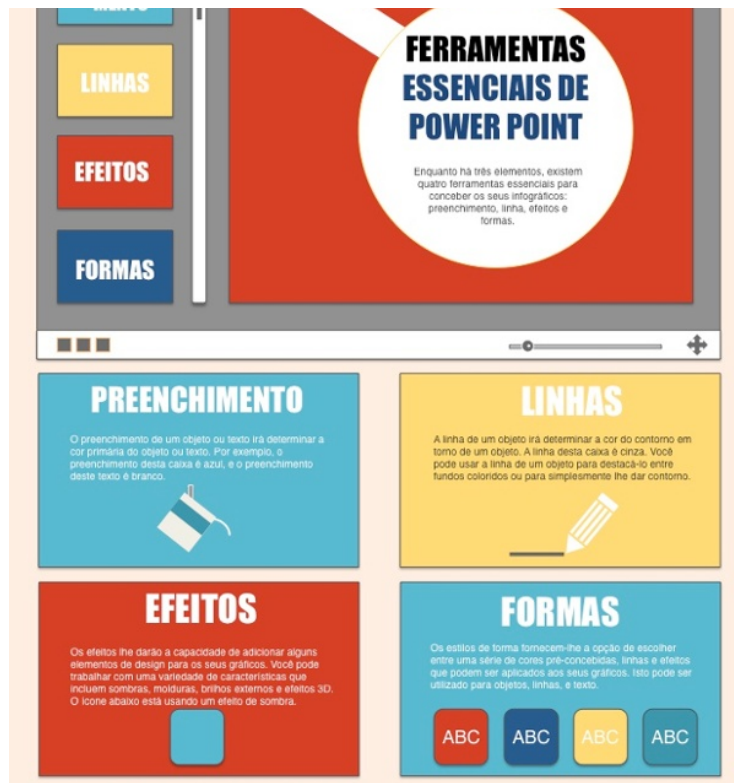 MENTO
LINHAS
EFEITOS
FORMAS
FERRAMENTAS
ESSENCIAIS DE
POWER POINT
Enquanto há três elementos, existem
quatro ferramentas essenciais para
conceber os seus infográficos:
preenchimento, linha, efeitos e
formas.
PREENCHIMENTO
O preenchimento de um objeto ou texto irá determinar a
cor primária do objeto ou texto. Por exemplo, o
preenchimento desta caixa é azul, e o preenchimento
deste texto é branco.
LINHAS
A linha de um objeto irá determinar a cor do contorno em
torno de um objeto. A linha desta caixa é cinza. Você
pode usar a linha de um objeto para destacá-lo entre
fundos coloridos ou para simplesmente lhe dar contorno.
EFEITOS
Os efeitos lhe darão a capacidade de adicionar alguns
elementos de design para os seus gráficos. Você pode
trabalhar com uma variedade de características que
incluem sombras, molduras, brilhos externos e efeitos 3D.
O ícone abaixo está usando um efeito de sombra.
FORMAS
Os estilos de forma fornecem-lhe a opção de escolher
entre uma série de cores pré-concebidas, linhas e efeitos
que podem ser aplicados aos seus gráficos. Isto pode ser
utilizado para objetos, linhas, e texto.
ABC ABC ABC ABC